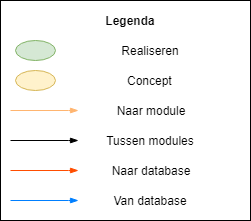 Legenda
Realiseren
Concept
Naar module
Tussen modules
Naar database
Van database